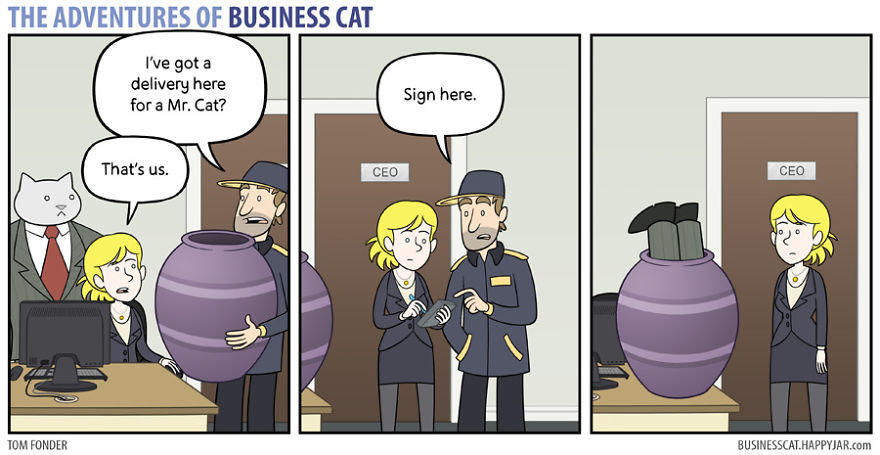 THE ADVENTURES OF BUSINESS CAT
I've got a
delivery here
for a Mr. Cat?
That's us.
Sign here.
CEO
CEO
TOM FONDER
BUSINESSCAT.HAPPYJAR.com